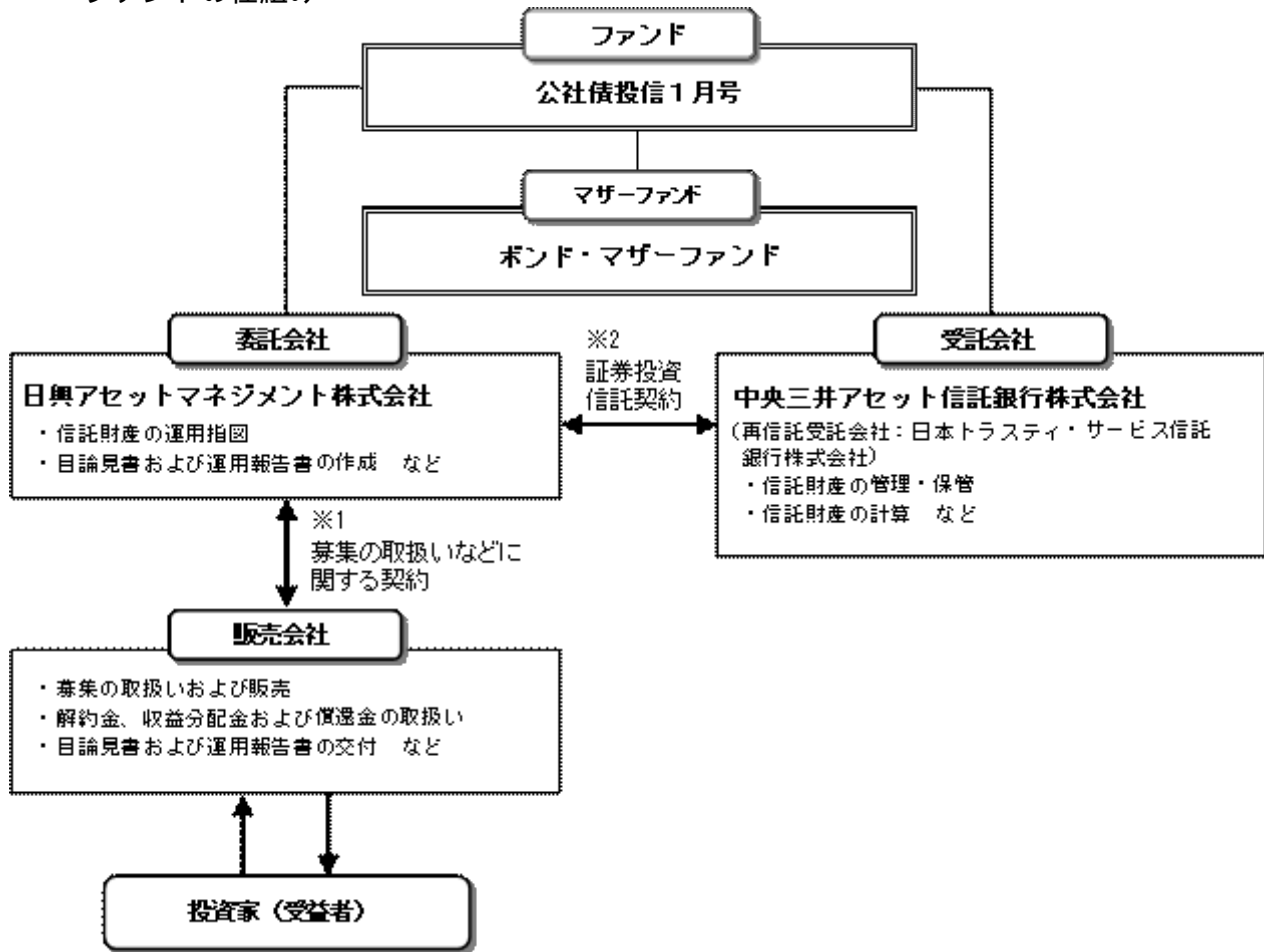 ファンドの仕組み
ファンド
公社債投信1月号
マザーファンド
ボンド・マザーファンド
委託会社
日興アセットマネジメント株式会社
・信託財産の運用指図
・目論見書および運用報告書の作成 など
※2
証券投資
信託契約
受託会社
中央三井アセット信託銀行株式会社
(再信託受託会社:日本トラスティ・サービス信託
銀行株式会社)
・信託財産の管理・保管
・信託財産の計算 など
※1
募集の取扱いなどに
関する契約
販売会社
・募集の取扱いおよび販売
・解約金、収益分配金および償還金の取扱い
・目論見書および運用報告書の交付 など
投資家(受益者)